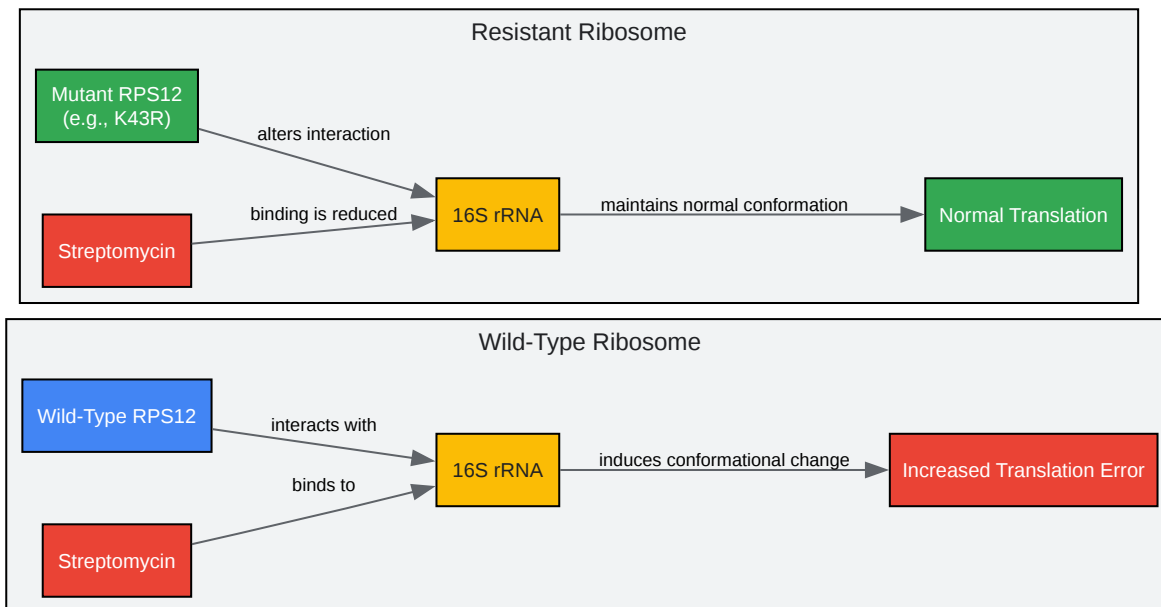 Resistant Ribosome
Mutant RPS12
(e.g., K43R)
alters interaction
Streptomycin
binding is reduced
16S rRNA
maintains normal conformation
Normal Translation
Wild-Type Ribosome
Wild-Type RPS12
interacts with
Streptomycin
binds to
16S rRNA
induces conformational change
Increased Translation Error